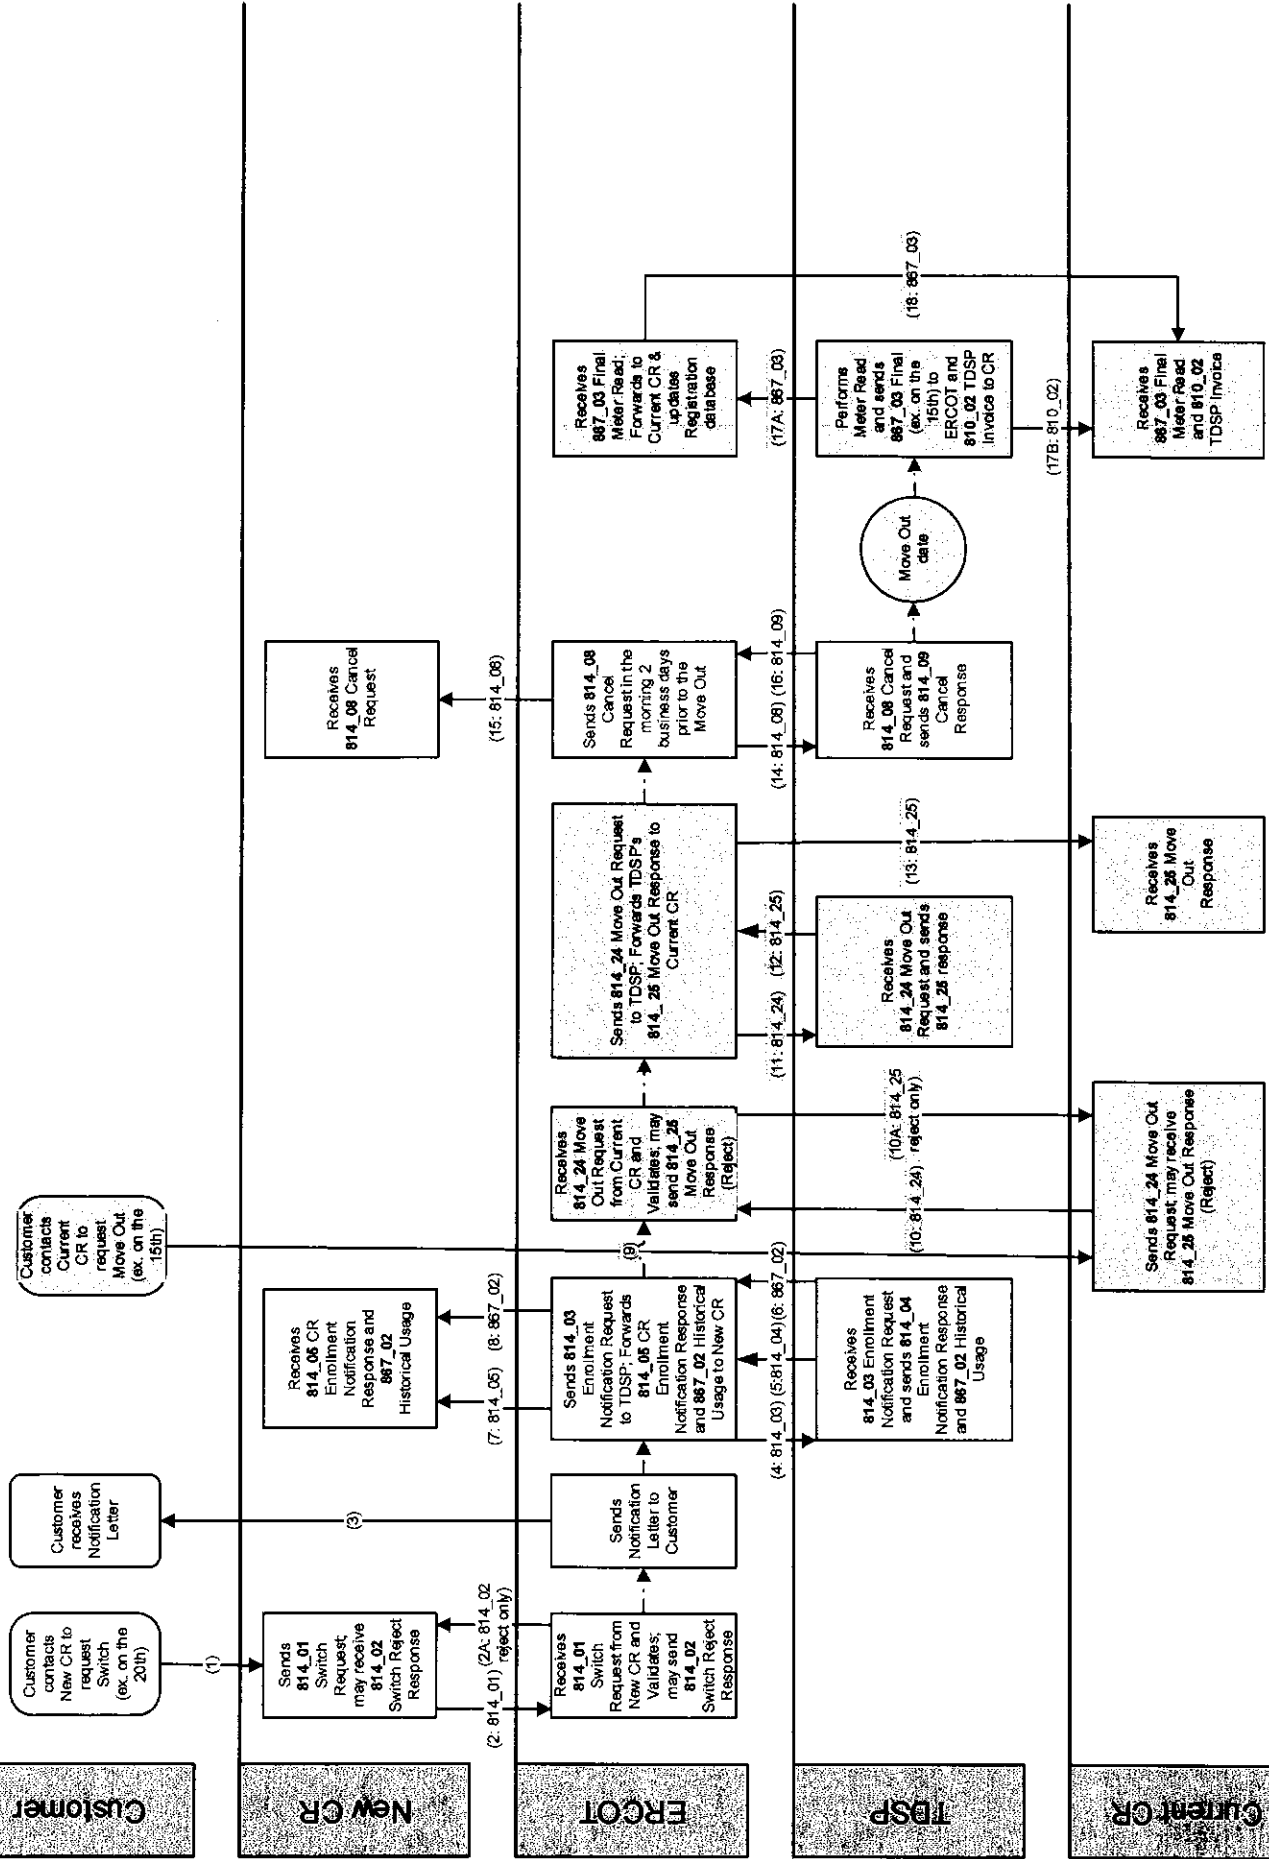 Customer
Customer
contacts
New CR to
request
Switch
(ex. on the
20th)
Customer
receives
Notification
Letter
Customer
contacts
Current
CR to
request
Move Out
(ex. on the
15th)
(1)
(3)
(9)
New CR
Sends
814_01
Switch
Request;
may receive
814_02
Switch Reject
Response
Receives
814_05 CR
Enrollment
Notification
Response and
867_02
Historical Usage
Receives
814_08 Cancel
Request
(2: 814_01)
(2A: 814_02
reject only)
(7: 814_05)
(8: 867_02)
(15: 814_08)
ERCOT
Receives
814_01
Switch
Request from
New CR and
Validates;
may send
814_02
Switch Reject
Response
Sends
Notification
Letter to
Customer
Sends 814_03
Enrollment
Notification Request
to TDSP; Forwards
814_05 CR
Enrollment
Notification Response
and 867_02 Historical
Usage to New CR
Receives
814_24 Move
Out Request
from Current
CR and
Validates; may
send 814_25
Move Out
Response
(Reject)
Sends 814_24 Move Out Request
to TDSP; Forwards TDSP's
814_25 Move Out Response to
Current CR
Sends 814_08
Cancel
Request in the
morning 2
business days
prior to the
Move Out
Receives
867_03 Final
Meter Read;
Forwards to
Current CR &
updates
Registration
database
(4: 814_03)
(5:814_04)
(6: 867_02)
(11: 814_24)
(12: 814_25)
(14: 814_08)
(16: 814_09)
(17A: 867_03)
TDSP
Receives
814_03 Enrollment
Notification Request
and sends 814_04
Enrollment
Notification Response
and 867_02 Historical
Usage
Receives
814_24 Move Out
Request and sends
814_25 response
Receives
814_08 Cancel
Request and
sends 814_09
Cancel
Response
Move Out
date
Performs
Meter Read
and sends
867_03 Final
(ex. on the
15th) to
ERCOT and
810_02 TDSP
Invoice to CR
(10: 814_24)
(10A: 814_25
reject only)
(13: 814_25)
(18: 867_03)
(17B: 810_02)
Current CR
Sends 814_24 Move Out
Request; may receive
814_25 Move Out Response
(Reject)
Receives
814_25 Move
Out
Response
Receives
867_03 Final
Meter Read
and 810_02
TDSP Invoice